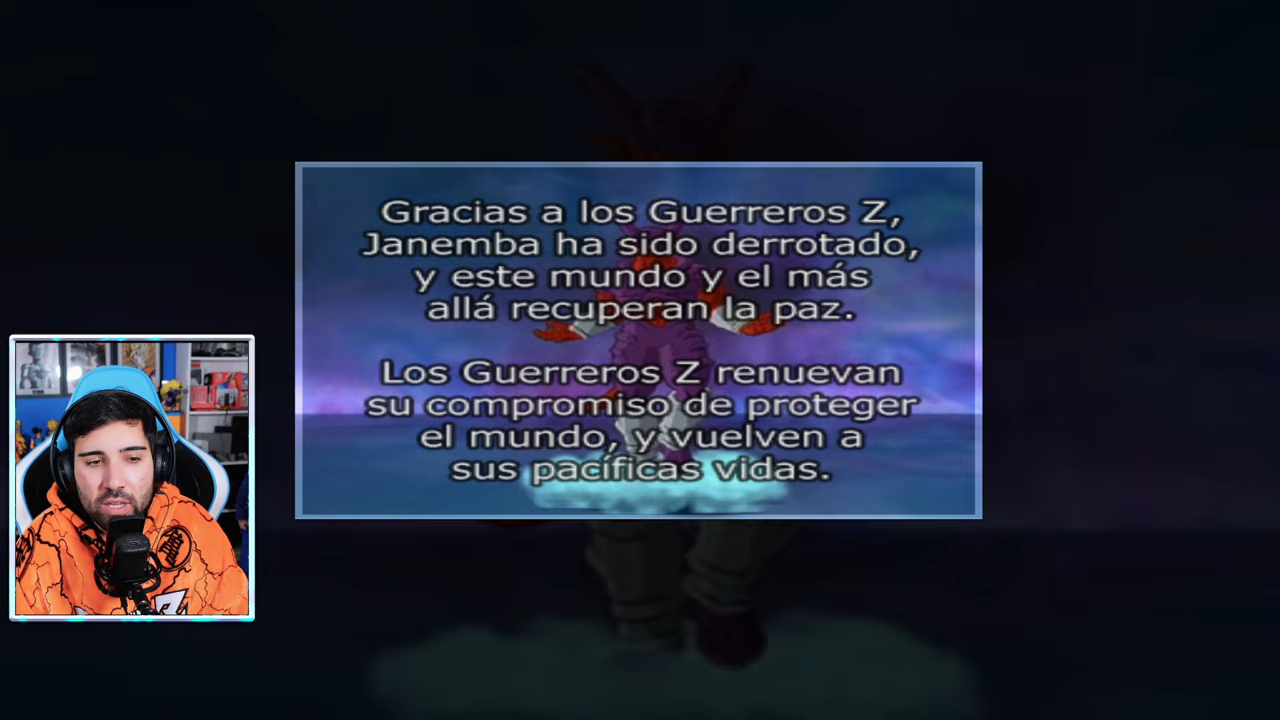 Gracias a los Guerreros Z,
Janemba ha sido derrotado,
y este mundo y el más
allá recuperan la paz.
Los Guerreros Z renuevan
su compromiso de proteger
el mundo, y vuelven a
sus pacíficas vidas.